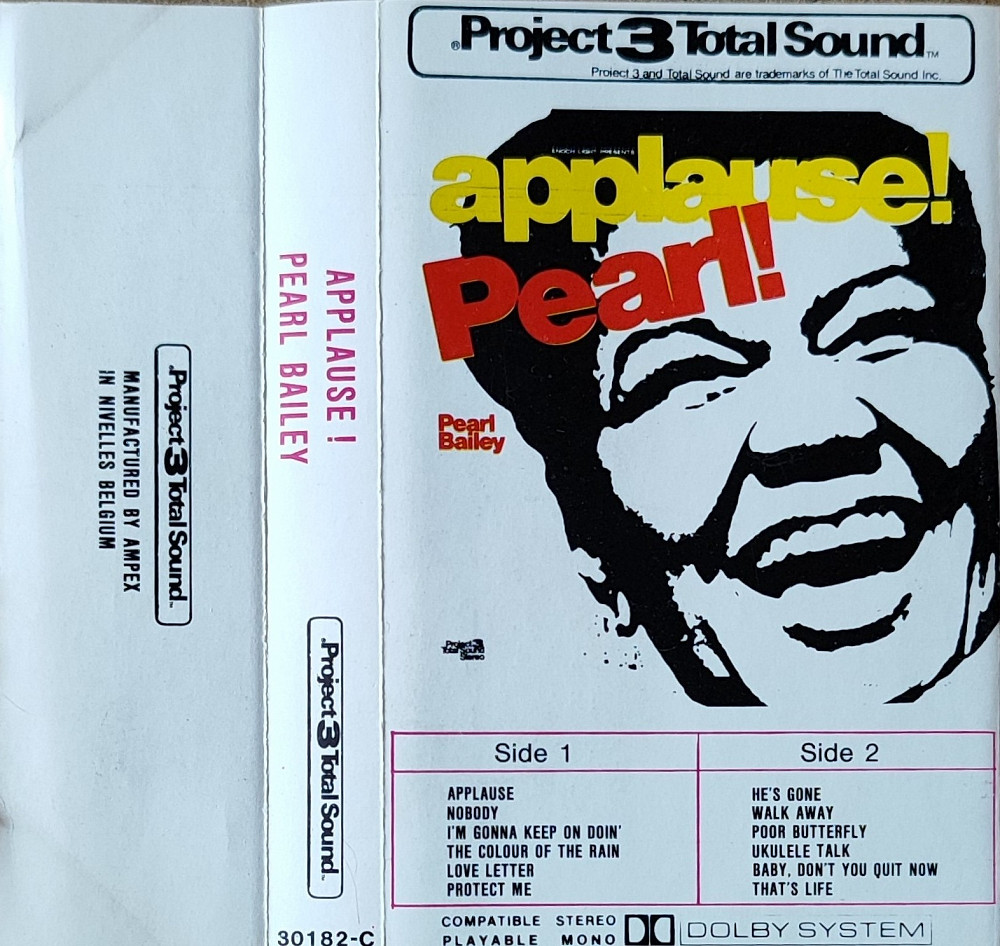 Project 3 Total Sound
MANUFACTURED BY AMPEX
IN NIVELLES BELGIUM
APPLAUSE !
PEARL BAILEY
Project 3 Total Sound
30182-C
®Project 3 Total Sound™
Project 3 and Total Sound are trademarks of The Total Sound Inc.
ENOCH LIGHT PRESENTS
applause!
Pearl!
Pearl
Bailey
Project 3
Total Sound
Stereo
Side 1
APPLAUSE
NOBODY
I'M GONNA KEEP ON DOIN'
THE COLOUR OF THE RAIN
LOVE LETTER
PROTECT ME
Side 2
HE'S GONE
WALK AWAY
POOR BUTTERFLY
UKULELE TALK
BABY, DON'T YOU QUIT NOW
THAT'S LIFE
COMPATIBLE STEREO
PLAYABLE MONO
DOLBY SYSTEM